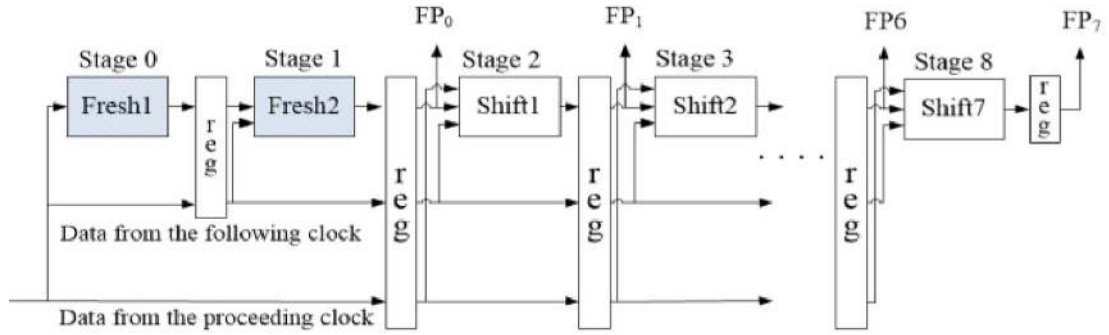 FP₀
FP₁
FP6
FP₇
Stage 0
Stage 1
Stage 2
Stage 3
Stage 8
Fresh1
reg
Fresh2
reg
Shift1
reg
Shift2
. . . .
reg
Shift7
reg
Data from the following clock
Data from the proceeding clock